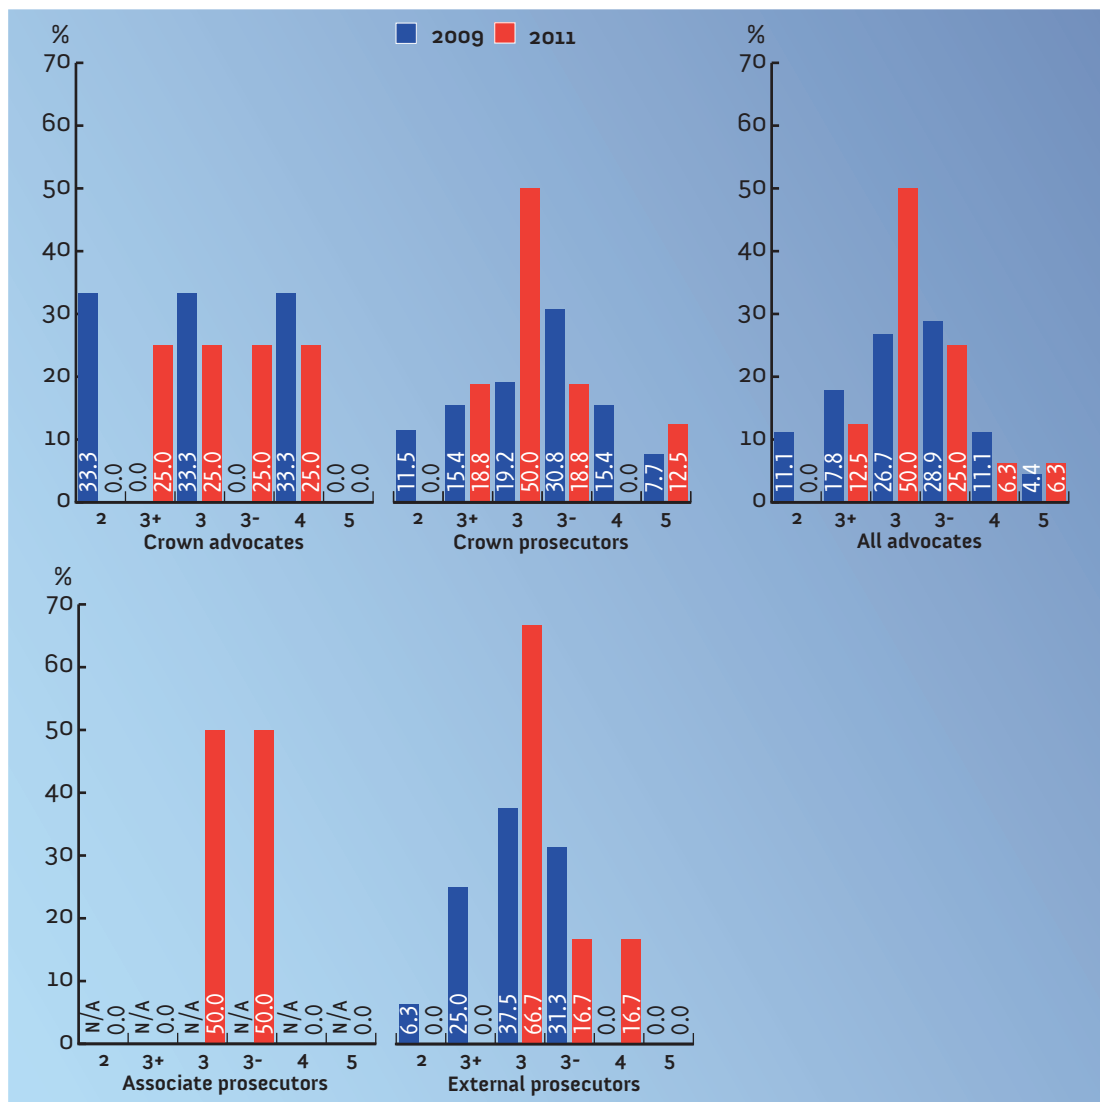 2009 2011
%
70
60
50
40
30
20
10
0
33.3 0.0 0.0 25.0 33.3 25.0 0.0 25.0 33.3 25.0 0.0 0.0
2 3+ 3 3- 4 5
Crown advocates
11.5 0.0 15.4 18.8 19.2 50.0 30.8 18.8 15.4 0.0 7.7 12.5
2 3+ 3 3- 4 5
Crown prosecutors
%
70
60
50
40
30
20
10
0
11.1 0.0 17.8 12.5 26.7 50.0 28.9 25.0 11.1 6.3 4.4 6.3
2 3+ 3 3- 4 5
All advocates
%
70
60
50
40
30
20
10
0
N/A 0.0 N/A 0.0 N/A 50.0 N/A 50.0 N/A 0.0 N/A 0.0
2 3+ 3 3- 4 5
Associate prosecutors
6.3 0.0 25.0 0.0 37.5 66.7 31.3 16.7 0.0 16.7 0.0 0.0
2 3+ 3 3- 4 5
External prosecutors